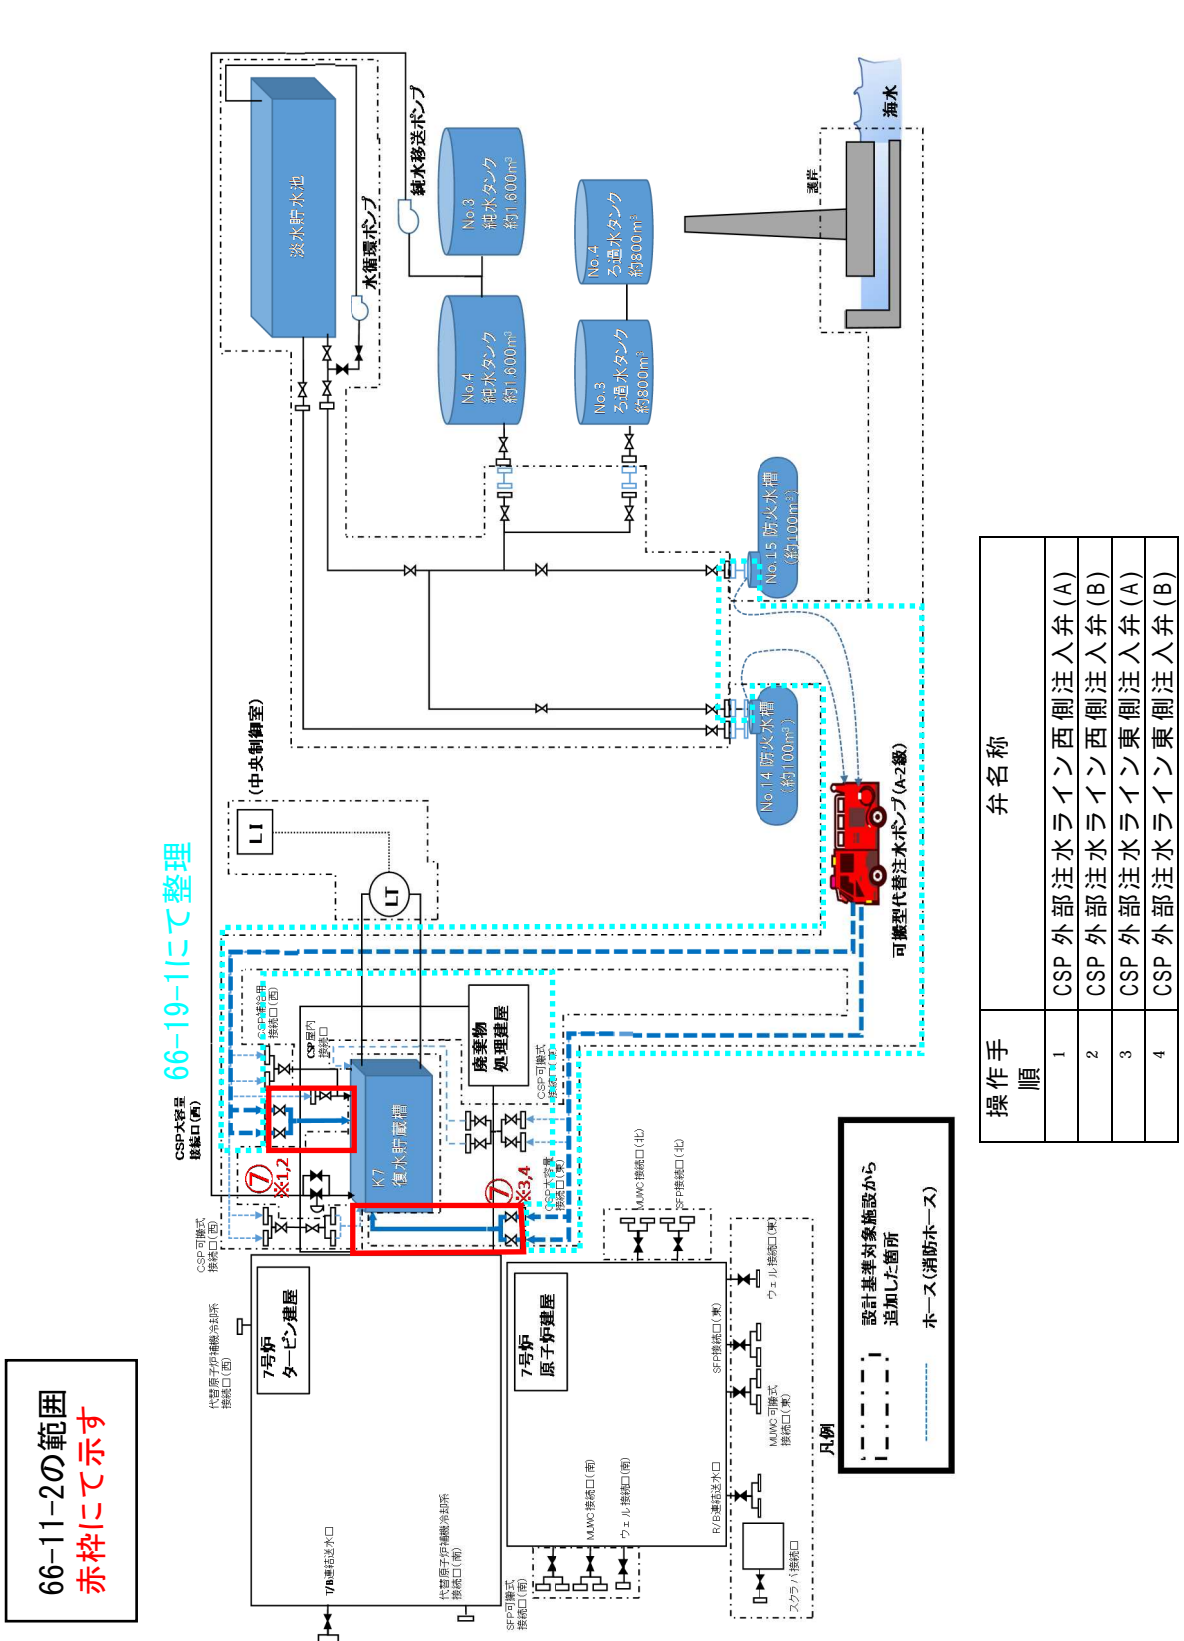 66-11-2の範囲
赤枠にて示す
66-19-1にて整理
淡水貯水池
水循環ポンプ
純水移送ポンプ
No.3
純水タンク
約1,600m³
No.4
純水タンク
約1,600m³
No.4
ろ過水タンク
約800m³
No.3
ろ過水タンク
約800m³
護岸
海水
No.15 防火水槽
(約100m³)
No.14 防火水槽
(約100m³)
可搬型代替注水ポンプ(A-2級)
(中央制御室)
LI
LT
CSP大容量
接続口(西)
CSP補給用
接続口(西)
CSP屋内
接続口
廃棄物
処理建屋
CSP可搬式
接続口(東)
K7
復水貯蔵槽
⑦
※1,2
⑦
※3,4
CSP大容量
接続口(東)
CSP可搬式
接続口(西)
MUWC接続口(北)
SFP接続口(北)
代替原子炉補機冷却系
接続口(西)
7号炉
タービン建屋
7号炉
原子炉建屋
ウェル接続口(東)
SFP接続口(東)
MUWC可搬式
接続口(東)
R/B連結送水口
スクラバ接続口
T/B連結送水口
代替原子炉補機冷却系
接続口(南)
SFP可搬式
接続口(南)
MUWC接続口(南)
ウェル接続口(南)
凡例
設計基準対象施設から
追加した箇所
ホース(消防ホース)
操作手順 弁名称
1 CSP外部注水ライン西側注入弁(A)
2 CSP外部注水ライン西側注入弁(B)
3 CSP外部注水ライン東側注入弁(A)
4 CSP外部注水ライン東側注入弁(B)